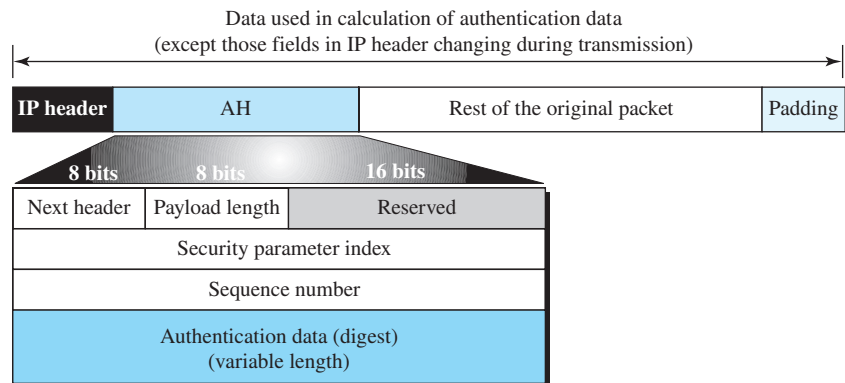 Data used in calculation of authentication data
(except those fields in IP header changing during transmission)
IP header AH Rest of the original packet Padding
8 bits 8 bits 16 bits
Next header Payload length Reserved
Security parameter index
Sequence number
Authentication data (digest)
(variable length)